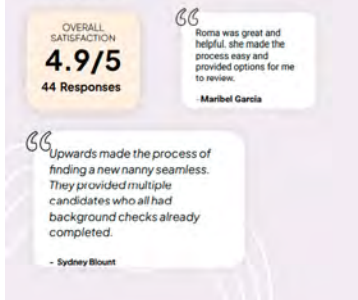 OVERALL
SATISFACTION
4.9/5
44 Responses
Roma was great and
helpful, she made the
process easy and
provided options for me
to review.
-Maribel Garcia
Upwards made the process of
finding a new nanny seamless.
They provided multiple
candidates who all had
background checks already
completed.
- Sydney Blount